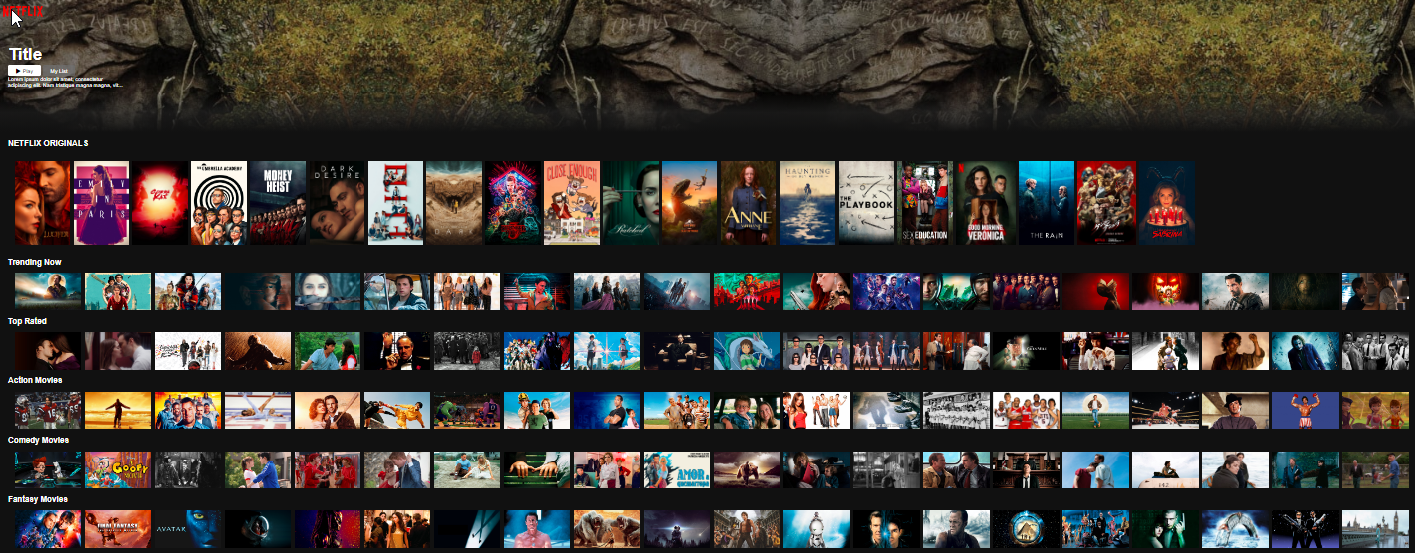 NETFLIX
Title
Play
My List
Lorem ipsum dolor sit amet, consectetur
adipiscing elit. Nam tristique magna magna, vit...
NETFLIX ORIGINALS
LUCIFER
EMILY
IN
PARIS
THE UMBRELLA ACADEMY
MONEY
HEIST
DARK
DESIRE
DARK
CLOSE ENOUGH
Ratched
ANNE
HAUNTING
THE
PLAYBOOK
SEX EDUCATION
GOOD MORNING,
VERÔNICA
THE RAIN
SABRINA
Trending Now
Top Rated
Action Movies
Comedy Movies
GOOFY
AMOR
Fantasy Movies
FINAL FANTASY
AVATAR